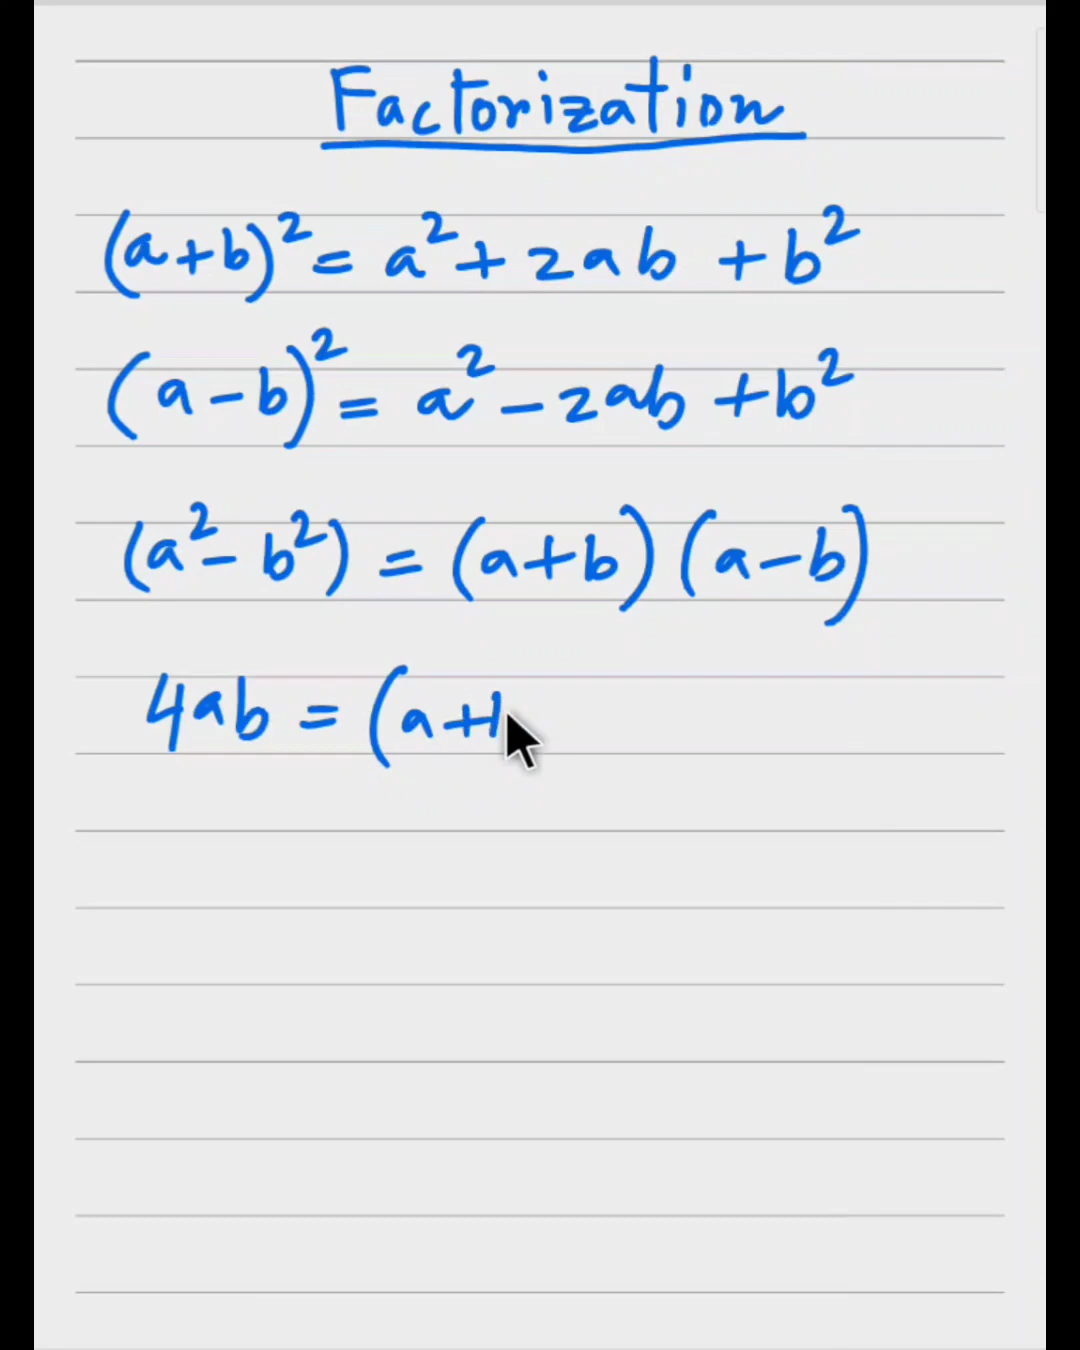 Factorization
(a+b)² = a² + 2ab + b²
(a-b)² = a² - 2ab + b²
(a² - b²) = (a+b)(a-b)
4ab = (a+